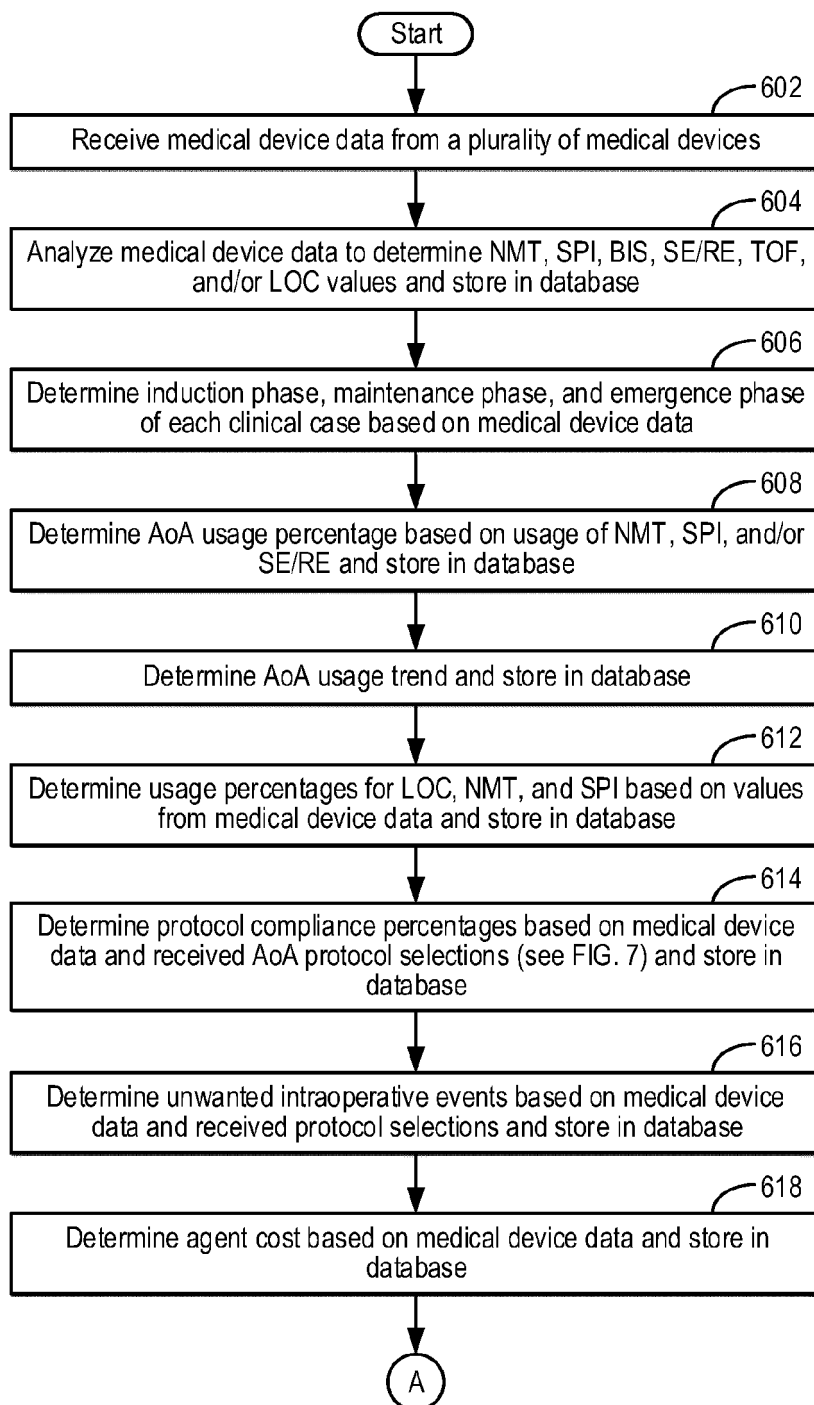 Start
602
Receive medical device data from a plurality of medical devices
604
Analyze medical device data to determine NMT, SPI, BIS, SE/RE, TOF,
and/or LOC values and store in database
606
Determine induction phase, maintenance phase, and emergence phase
of each clinical case based on medical device data
608
Determine AoA usage percentage based on usage of NMT, SPI, and/or
SE/RE and store in database
610
Determine AoA usage trend and store in database
612
Determine usage percentages for LOC, NMT, and SPI based on values
from medical device data and store in database
614
Determine protocol compliance percentages based on medical device
data and received AoA protocol selections (see FIG. 7) and store in
database
616
Determine unwanted intraoperative events based on medical device
data and received protocol selections and store in database
618
Determine agent cost based on medical device data and store in
database
A